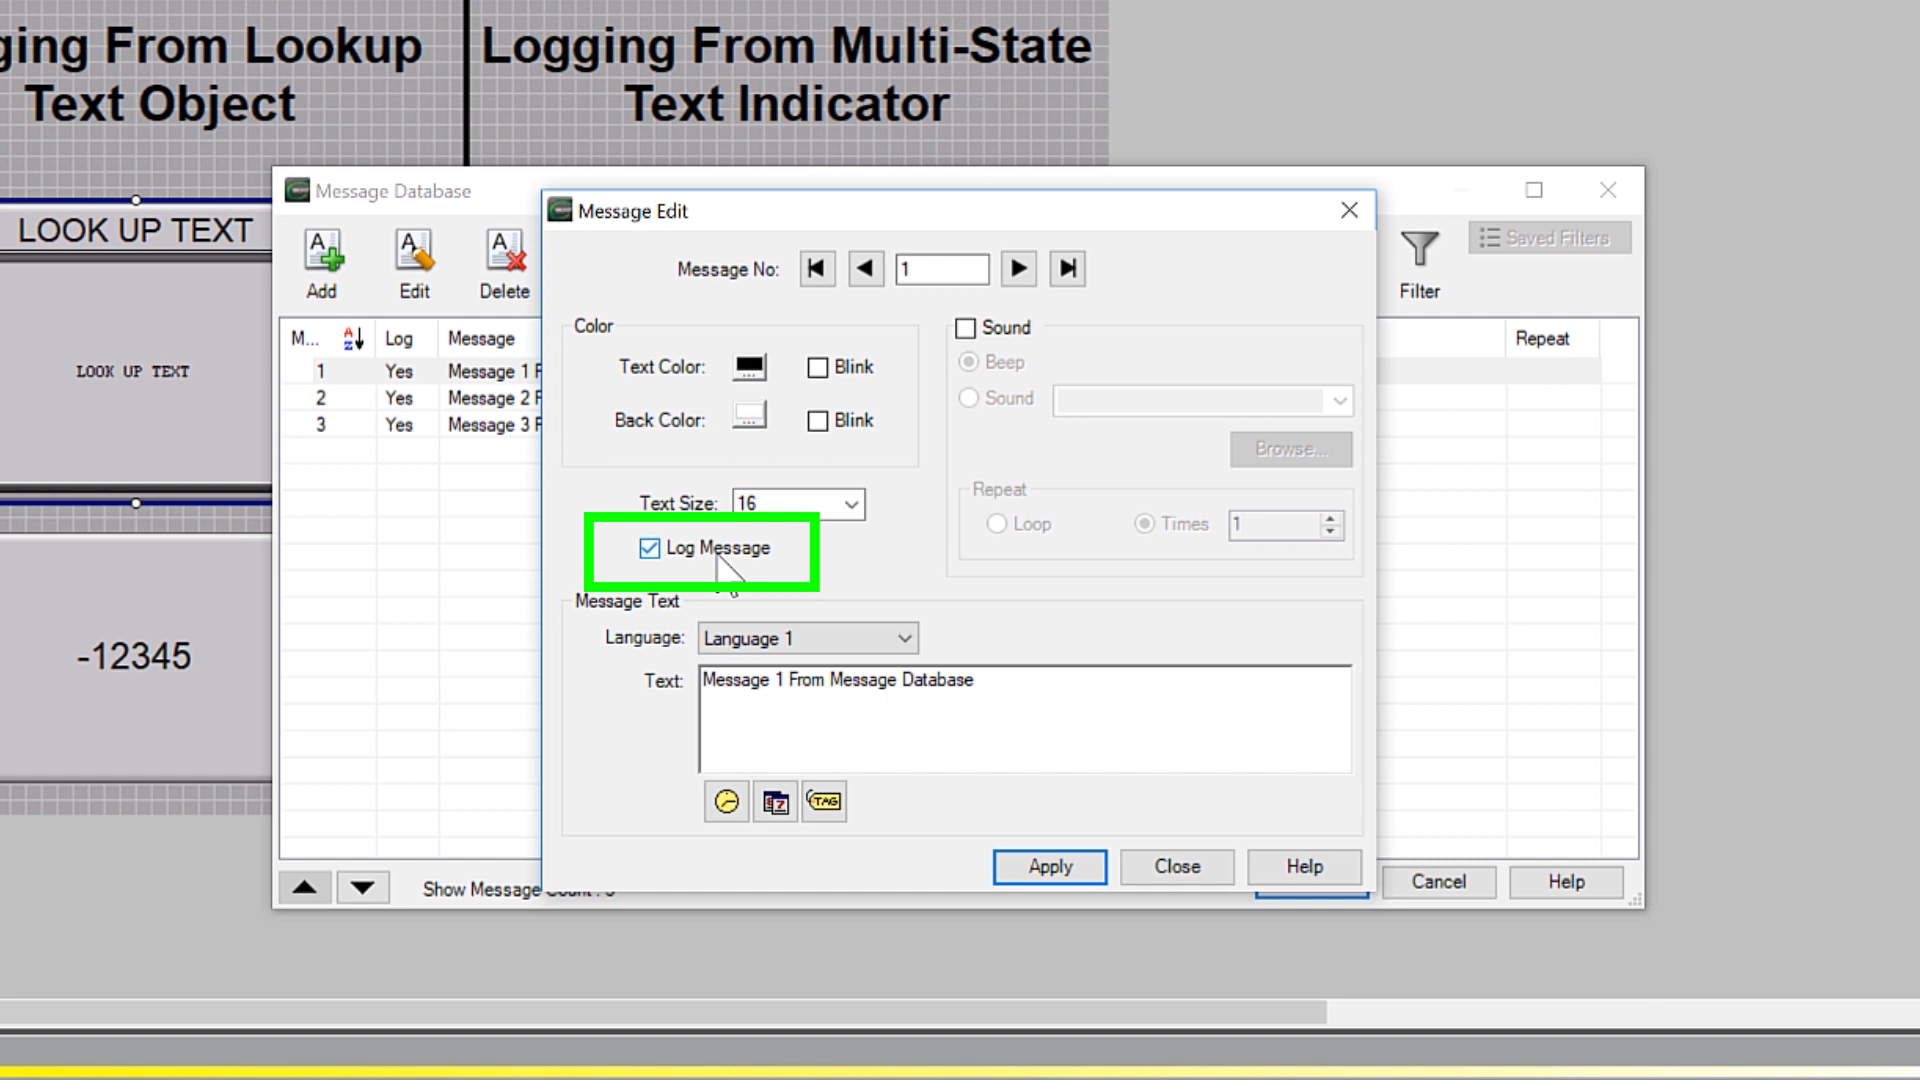 ging From Lookup
Text Object
Logging From Multi-State
Text Indicator
LOOK UP TEXT
LOOK UP TEXT
-12345
Message Database
Add
Edit
Delete
Filter
Saved Filters
M...
Log
Message
Repeat
1 Yes Message 1 F
2 Yes Message 2 F
3 Yes Message 3 F
Show Message
Cancel
Help
Message Edit
Message No: 1
Color
Text Color: ... Blink
Back Color: ... Blink
Text Size: 16
Log Message
Sound
Beep
Sound
Browse...
Repeat
Loop
Times 1
Message Text
Language: Language 1
Text: Message 1 From Message Database
TAG
Apply
Close
Help